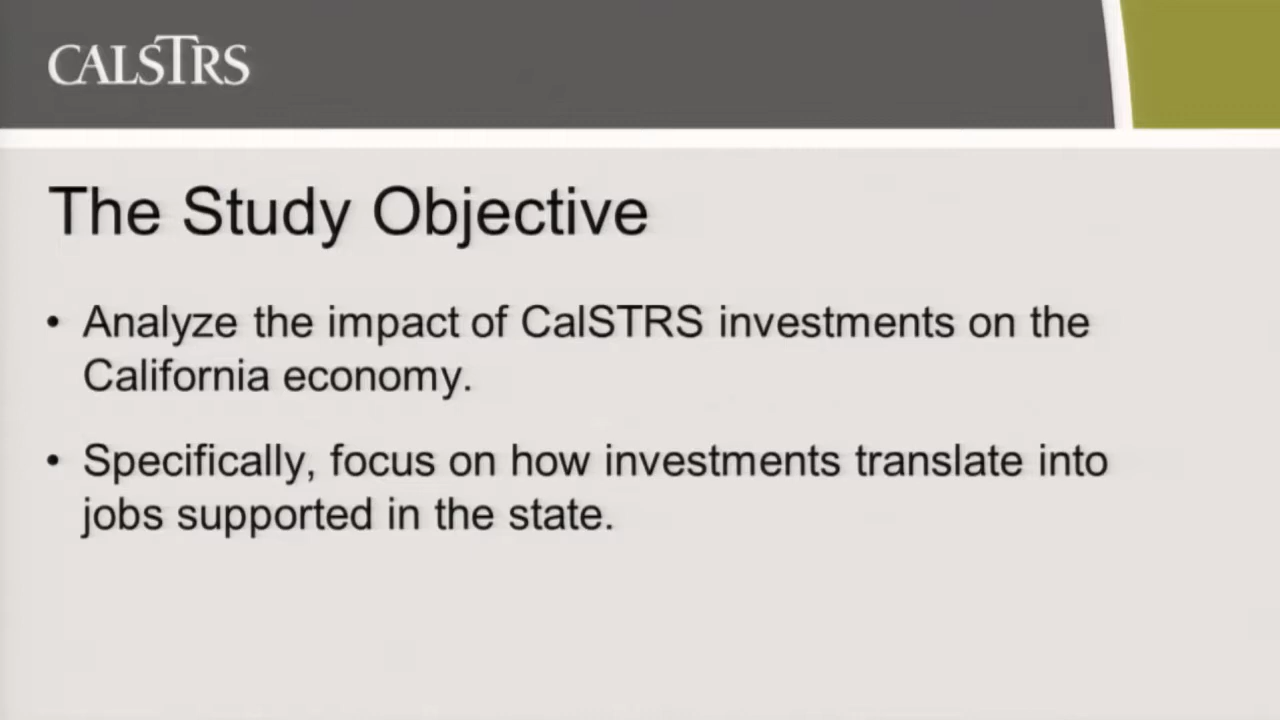 CALSTRS
The Study Objective
• Analyze the impact of CalSTRS investments on the
California economy.
• Specifically, focus on how investments translate into
jobs supported in the state.